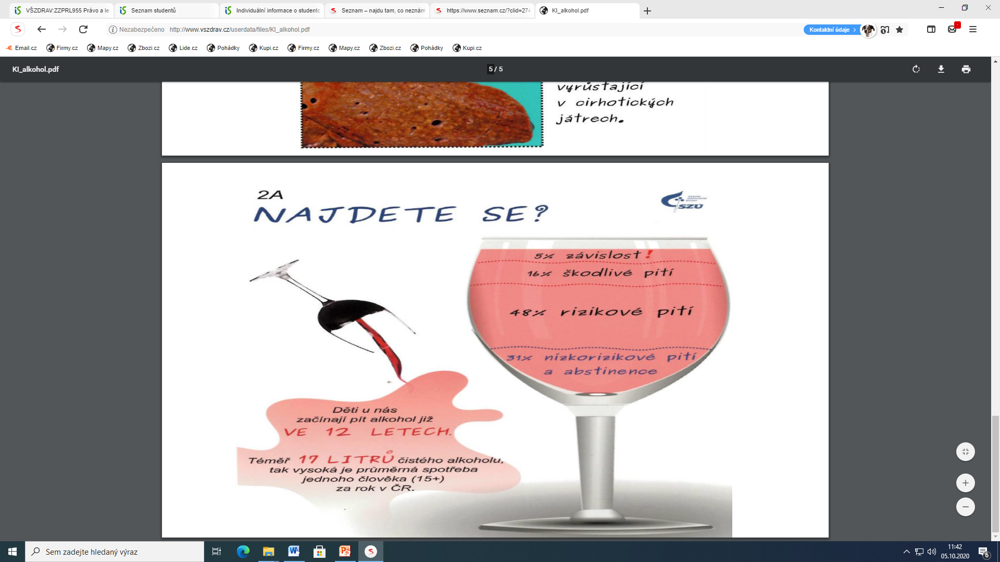 VŠZDRAV:ZZPRL955 Právo a le
Seznam studentů
Individuální informace o studento
Seznam – najdu tam, co neznám
https://www.seznam.cz/?clid=274
KI_alkohol.pdf
Nezabezpečeno http://www.vszdrav.cz/userdata/files/KI_alkohol.pdf
Kontaktní údaje
Email.cz Firmy.cz Mapy.cz Zbozi.cz Lide.cz Pohádky Kupi.cz Firmy.cz Mapy.cz Zbozi.cz Pohádky Kupi.cz
KI_alkohol.pdf
5 / 5
vyrůstající
v cirhotických
játrech.
2A
NAJDETE SE?
SZÚ
5% závislost!
16% škodlivé pití
48% rizikové pití
31% nízkorizikové pití
a abstinence
Děti u nás
začínají pít alkohol již
VE 12 LETECH.
Téměř 17 LITRŮ čistého alkoholu,
tak vysoká je průměrná spotřeba
jednoho člověka (15+)
za rok v ČR.
Sem zadejte hledaný výraz
11:42
05.10.2020
6